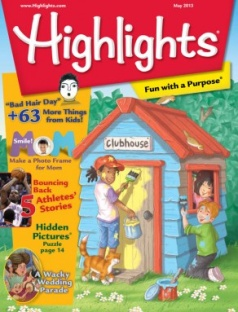 www.Highlights.com
May 2012
Highlights®
Fun with a Purpose®
"Bad Hair Day"
+63 More Things
from Kids!
Smile!
Make a Photo Frame
for Mom
Clubhouse
Bouncing
Back
5 Athletes'
Stories
Hidden
Pictures®
Puzzle
page 14
A Wacky
Wedding
Parade